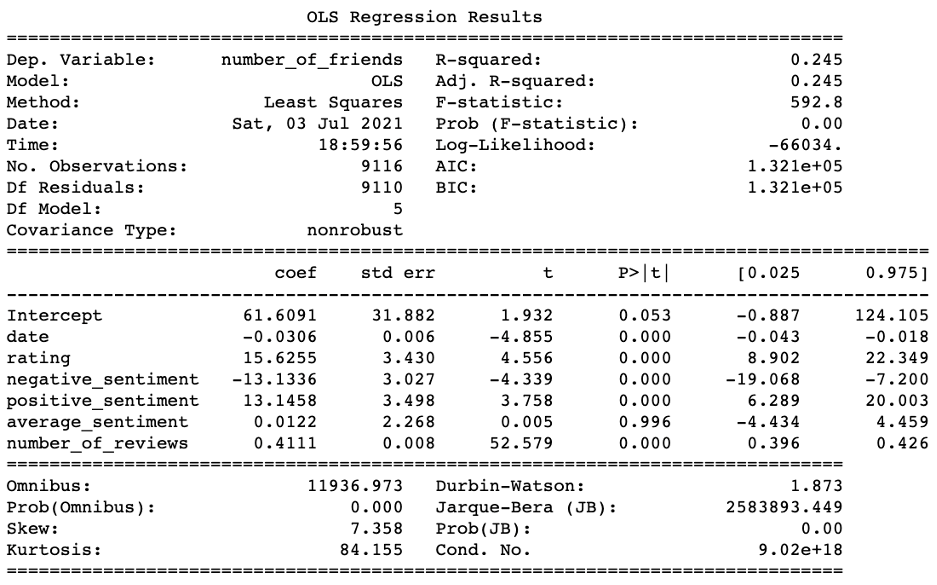 OLS Regression Results
==============================================================================
Dep. Variable: number_of_friends R-squared: 0.245
Model: OLS Adj. R-squared: 0.245
Method: Least Squares F-statistic: 592.8
Date: Sat, 03 Jul 2021 Prob (F-statistic): 0.00
Time: 18:59:56 Log-Likelihood: -66034.
No. Observations: 9116 AIC: 1.321e+05
Df Residuals: 9110 BIC: 1.321e+05
Df Model: 5
Covariance Type: nonrobust
======================================================================================
coef std err t P>|t| [0.025 0.975]
--------------------------------------------------------------------------------------
Intercept 61.6091 31.882 1.932 0.053 -0.887 124.105
date -0.0306 0.006 -4.855 0.000 -0.043 -0.018
rating 15.6255 3.430 4.556 0.000 8.902 22.349
negative_sentiment -13.1336 3.027 -4.339 0.000 -19.068 -7.200
positive_sentiment 13.1458 3.498 3.758 0.000 6.289 20.003
average_sentiment 0.0122 2.268 0.005 0.996 -4.434 4.459
number_of_reviews 0.4111 0.008 52.579 0.000 0.396 0.426
==============================================================================
Omnibus: 11936.973 Durbin-Watson: 1.873
Prob(Omnibus): 0.000 Jarque-Bera (JB): 2583893.449
Skew: 7.358 Prob(JB): 0.00
Kurtosis: 84.155 Cond. No. 9.02e+18
==============================================================================